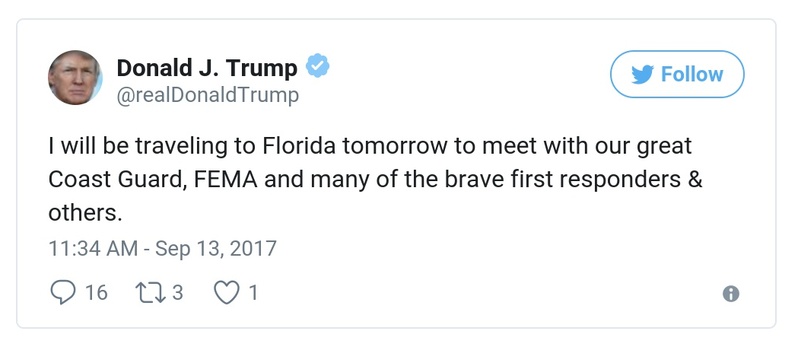 Donald J. Trump
Follow
@realDonaldTrump
I will be traveling to Florida tomorrow to meet with our great
Coast Guard, FEMA and many of the brave first responders &
others.
11:34 AM - Sep 13, 2017
16 3 1